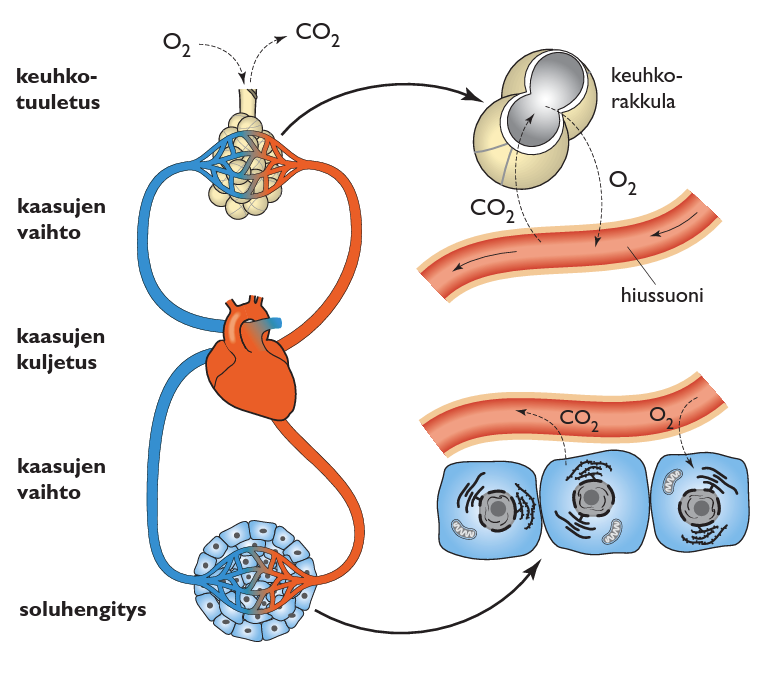 O2
CO2
keuhko-
tuuletus
keuhko-
rakkula
kaasujen
vaihto
CO2
O2
hiussuoni
kaasujen
kuljetus
CO2
O2
kaasujen
vaihto
soluhengitys